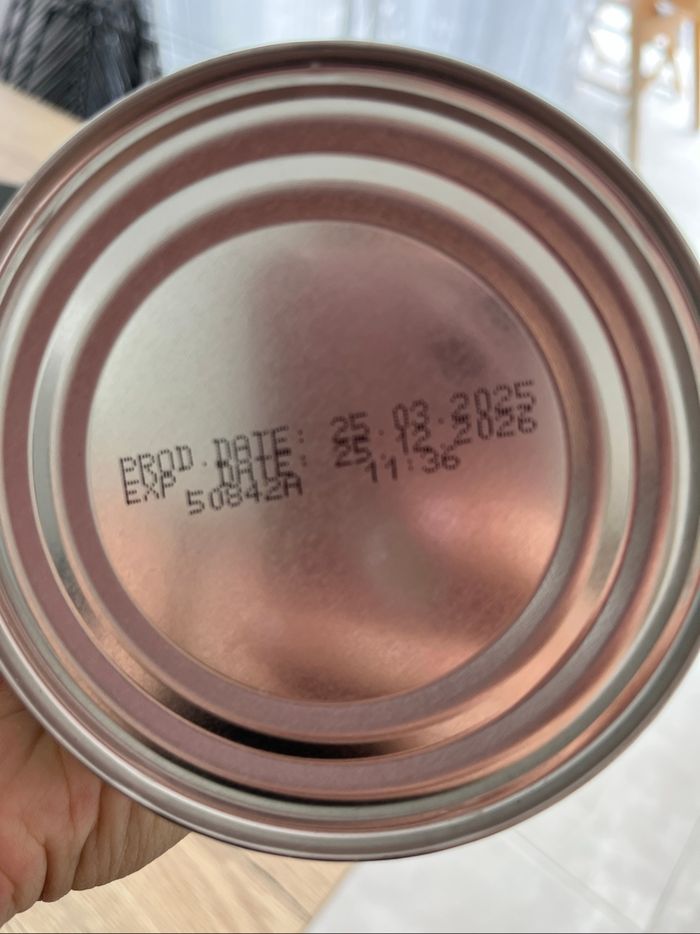 PROD.DATE: 25.03.2025
EXP DATE: 25.12.2026
50842A 11:36